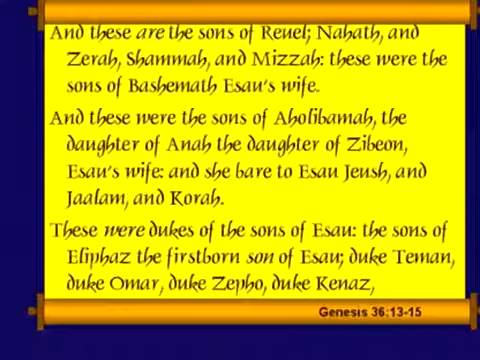 And these are the sons of Reuel; Nahath, and
Zerah, Shammah, and Mizzah: these were the
sons of Bashemath Esau's wife.
And these were the sons of Aholibamah, the
daughter of Anah the daughter of Zibeon,
Esau's wife: and she bare to Esau Jeush, and
Jaalam, and Korah.
These were dukes of the sons of Esau: the sons of
Eliphaz the firstborn son of Esau; duke Teman,
duke Omar, duke Zepho, duke Kenaz,
Genesis 36:13-15